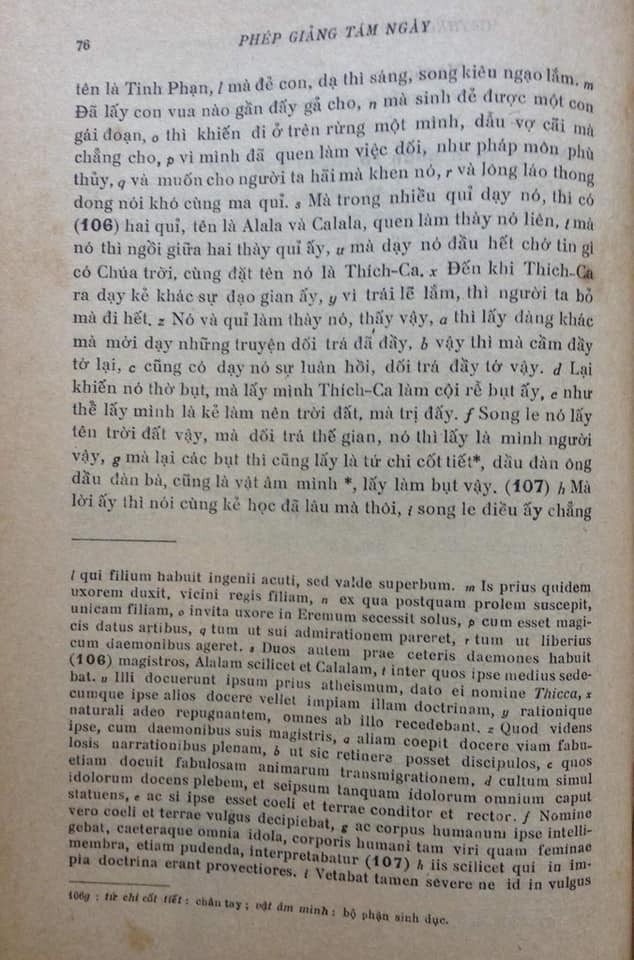 76
PHÉP GIẢNG TÁM NGÀY
tên là Tinh Phạn, l mà đẻ con, dạ thì sáng, song kiêu ngạo lắm. m
Đã lấy con vua nào gần đấy gả cho, n mà sinh đẻ được một con
gái đoạn, o thì khiến đi ở trên rừng một mình, dẫu vợ cãi mà
chẳng cho, p vì mình đã quen làm việc dối, như pháp môn phù
thủy, q và muốn cho người ta hãi mà khen nó, r và lòng láo thong
dong nói khó cùng ma quỉ. s Mà trong nhiều quỉ dạy nó, thì có
(106) hai quỉ, tên là Alala và Calala, quen làm thày nó liên, t mà
nó thì ngồi giữa hai thày quỉ ấy, u mà dạy nó đầu hết chớ tin gì
có Chúa trời, cùng đặt tên nó là Thích-Ca. x Đến khi Thích-Ca
ra dạy kẻ khác sự đạo gian ấy, y vì trái lẽ lắm, thì người ta bỏ
mà đi hết. z Nó và quỉ làm thày nó, thấy vậy, a thì lấy đàng khác
mà mới dạy những truyện dối trá đã đầy, b vậy thì mà cầm đầy
tớ lại, c cũng có dạy nó sự luân hồi, dối trá đầy tớ vậy. d Lại
khiến nó thờ bụt, mà lấy mình Thích-Ca làm cội rễ bụt ấy, e như
thể lấy mình là kẻ làm nên trời đất, mà trị đấy. f Song le nó lấy
tên trời đất vậy, mà dối trá thế gian, nó thì lấy là mình người
vậy, g mà lại các bụt thì cũng lấy là tứ chi cốt tiết*, dầu đàn ông
dầu đàn bà, cũng là vật âm mình *, lấy làm bụt vậy. (107) h Mà
lời ấy thì nói cùng kẻ học đã lâu mà thôi, i song le điều ấy chẳng
l qui filium habuit ingenii acuti, sed valde superbum. m Is prius quidem
uxorem duxit, vicini regis filiam, n ex qua postquam prolem suscepit,
unicam filiam, o invita uxore in Eremum secessit solus, p cum esset magi-
cis datus artibus, q tum ut sui admirationem pareret, r tum ut liberius
cum daemonibus ageret. s Duos autem prae ceteris daemones habuit
(106) magistros, Alalam scilicet et Calalam, t inter quos ipse medius sede-
bat. u Illi docuerunt ipsum prius atheismum, dato ei nomine Thicca, x
cumque ipse alios docere vellet impiam illam doctrinam, y rationique
naturali adeo repugnantem, omnes ab illo recedebant. z Quod videns
ipse, cum daemonibus suis magistris, a aliam coepit docere viam fabu-
losis narrationibus plenam, b ut sic retinere posset discipulos, c quos
etiam docuit fabulosam animarum transmigrationem, d cultum simul
idolorum docens plebem, et seipsum tanquam idolorum omnium caput
statuens, e ac si ipse esset coeli et terrae conditor et rector. f Nomine
vero coeli et terrae vulgus decipiebat, g ac corpus humanum ipse intelli-
gebat, caeteraque omnia idola, corporis humani tam viri quam feminae
membra, etiam pudenda, interpretabatur (107) h iis scilicet qui in im-
pia doctrina erant provectiores. i Vetabat tamen severe ne id in vulgus
106g : tứ chi cốt tiết : chân tay ; vật âm mình : bộ phận sinh dục.